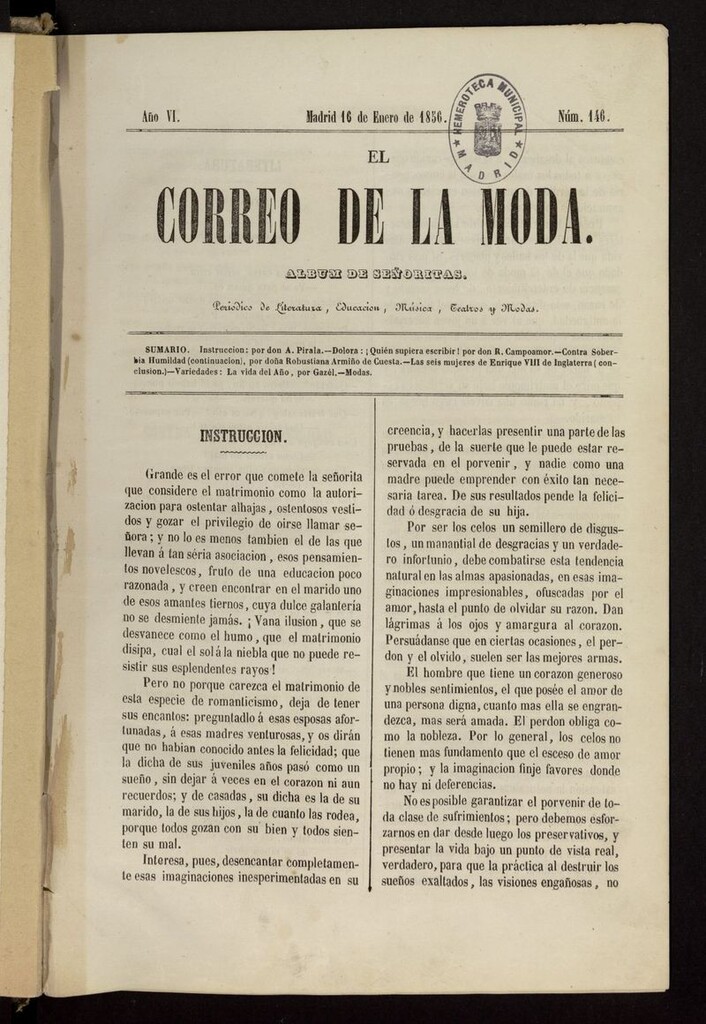 Año VI.
Madrid 16 de Enero de 1856.
Núm. 146.
HEMEROTECA MUNICIPAL
MADRID
EL
CORREO DE LA MODA.
ALBUM DE SEÑORITAS.
Periódico de Literatura, Educacion, Música, Teatros y Modas.
SUMARIO. Instruccion: por don A. Pirala.—Dolora: ¡Quién supiera escribir! por don R. Campoamor.—Contra Sober-
bia Humildad (continuacion), por doña Robustiana Armiño de Cuesta.—Las seis mujeres de Enrique VIII de Inglaterra (con-
clusion.)—Variedades: La vida del Año, por Gazél.—Modas.
INSTRUCCION.
Grande es el error que comete la señorita
que considere el matrimonio como la autori-
zacion para ostentar alhajas, ostentosos vesti-
dos y gozar el privilegio de oirse llamar se-
ñora; y no lo es menos tambien el de las que
llevan á tan séria asociacion, esos pensamien-
tos novelescos, fruto de una educacion poco
razonada, y creen encontrar en el marido uno
de esos amantes tiernos, cuya dulce galantería
no se desmiente jamás. ¡Vana ilusion, que se
desvanece como el humo, que el matrimonio
disipa, cual el sol á la niebla que no puede re-
sistir sus esplendentes rayos!
Pero no porque carezca el matrimonio de
esta especie de romanticismo, deja de tener
sus encantos: preguntadlo á esas esposas afor-
tunadas, á esas madres venturosas, y os dirán
que no habian conocido antes la felicidad; que
la dicha de sus juveniles años pasó como un
sueño, sin dejar á veces en el corazon ni aun
recuerdos; y de casadas, su dicha es la de su
marido, la de sus hijos, la de cuanto las rodea,
porque todos gozan con su bien y todos sien-
ten su mal.
Interesa, pues, desencantar completamen-
te esas imaginaciones inesperimentadas en su
creencia, y hacerlas presentir una parte de las
pruebas, de la suerte que le puede estar re-
servada en el porvenir, y nadie como una
madre puede emprender con éxito tan nece-
saria tarea. De sus resultados pende la felici-
dad ó desgracia de su hija.
Por ser los celos un semillero de disgus-
tos, un manantial de desgracias y un verdade-
ro infortunio, debe combatirse esta tendencia
natural en las almas apasionadas, en esas ima-
ginaciones impresionables, ofuscadas por el
amor, hasta el punto de olvidar su razon. Dan
lágrimas á los ojos y amargura al corazon.
Persuádanse que en ciertas ocasiones, el per-
don y el olvido, suelen ser las mejores armas.
El hombre que tiene un corazon generoso
y nobles sentimientos, el que posée el amor de
una persona digna, cuanto mas ella se engran-
dezca, mas será amada. El perdon obliga co-
mo la nobleza. Por lo general, los celos no
tienen mas fundamento que el esceso de amor
propio; y la imaginacion finje favores donde
no hay ni deferencias.
No es posible garantizar el porvenir de to-
da clase de sufrimientos; pero debemos esfor-
zarnos en dar desde luego los preservativos, y
presentar la vida bajo un punto de vista real,
verdadero, para que la práctica al destruir los
sueños exaltados, las visiones engañosas, no